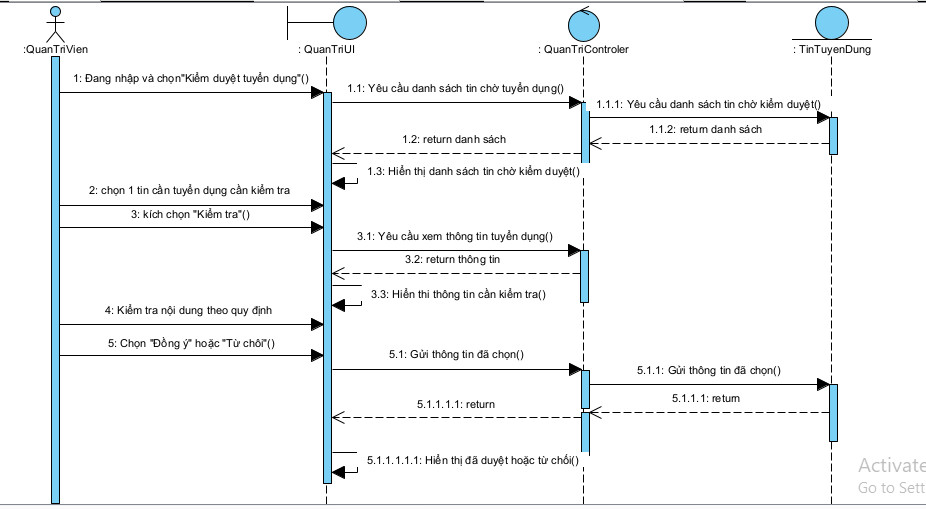 :QuanTriVien
: QuanTriUI
: QuanTriControler
: TinTuyenDung
1: Đang nhập và chọn"Kiểm duyệt tuyển dụng"()
1.1: Yêu cầu danh sách tin chờ tuyển dụng()
1.1.1: Yêu cầu danh sách tin chờ kiểm duyệt()
1.1.2: return danh sách
1.2: return danh sách
1.3: Hiển thị danh sách tin chờ kiểm duyệt()
2: chọn 1 tin cần tuyển dụng cần kiểm tra
3: kích chọn "Kiểm tra"()
3.1: Yêu cầu xem thông tin tuyển dụng()
3.2: return thông tin
3.3: Hiển thi thông tin cần kiểm tra()
4: Kiểm tra nội dung theo quy định
5: Chọn "Đồng ý" hoặc "Từ chối"()
5.1: Gửi thông tin đã chọn()
5.1.1: Gửi thông tin đã chọn()
5.1.1.1: return
5.1.1.1.1: return
5.1.1.1.1.1: Hiển thị đã duyệt hoặc từ chối()
Activate
Go to Sett